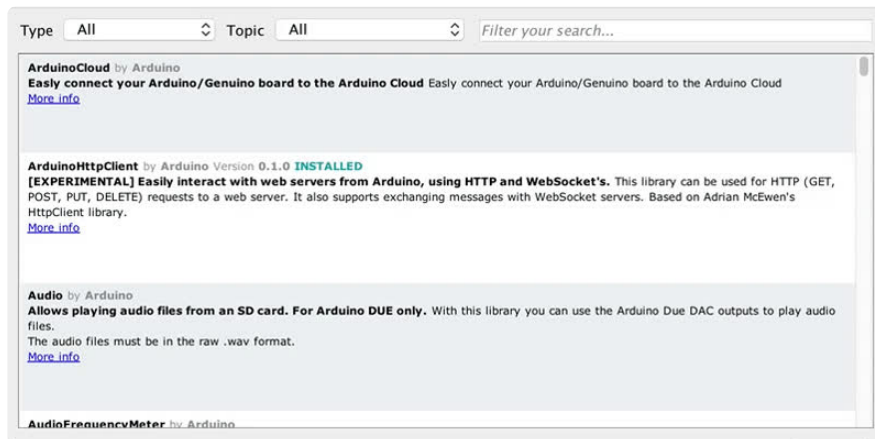 Type All Topic All Filter your search...
ArduinoCloud by Arduino
Easly connect your Arduino/Genuino board to the Arduino Cloud Easly connect your Arduino/Genuino board to the Arduino Cloud
More info
ArduinoHttpClient by Arduino Version 0.1.0 INSTALLED
[EXPERIMENTAL] Easily interact with web servers from Arduino, using HTTP and WebSocket's. This library can be used for HTTP (GET,
POST, PUT, DELETE) requests to a web server. It also supports exchanging messages with WebSocket servers. Based on Adrian McEwen's
HttpClient library.
More info
Audio by Arduino
Allows playing audio files from an SD card. For Arduino DUE only. With this library you can use the Arduino Due DAC outputs to play audio
files.
The audio files must be in the raw .wav format.
More info
AudioFrequencyMeter by Arduino